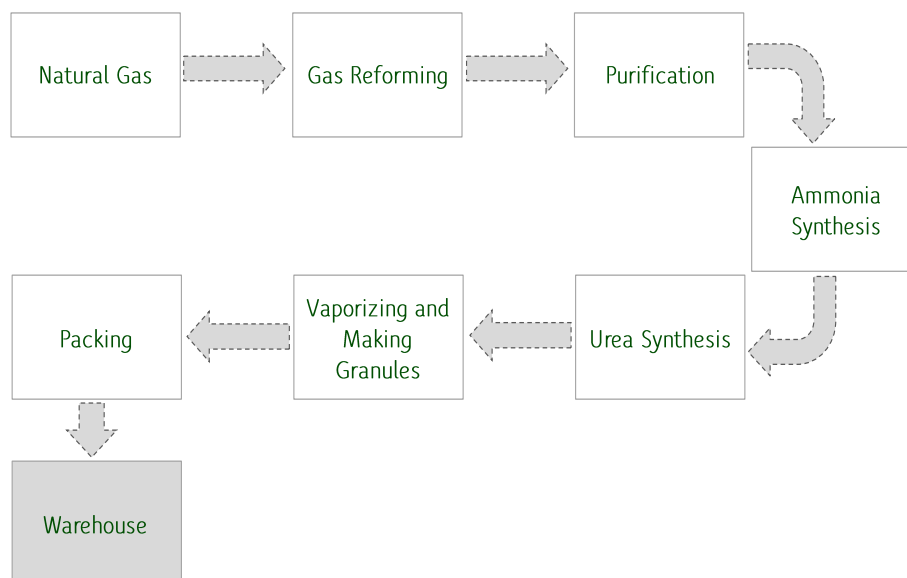 Natural Gas
Gas Reforming
Purification
Ammonia
Synthesis
Urea Synthesis
Vaporizing and
Making
Granules
Packing
Warehouse